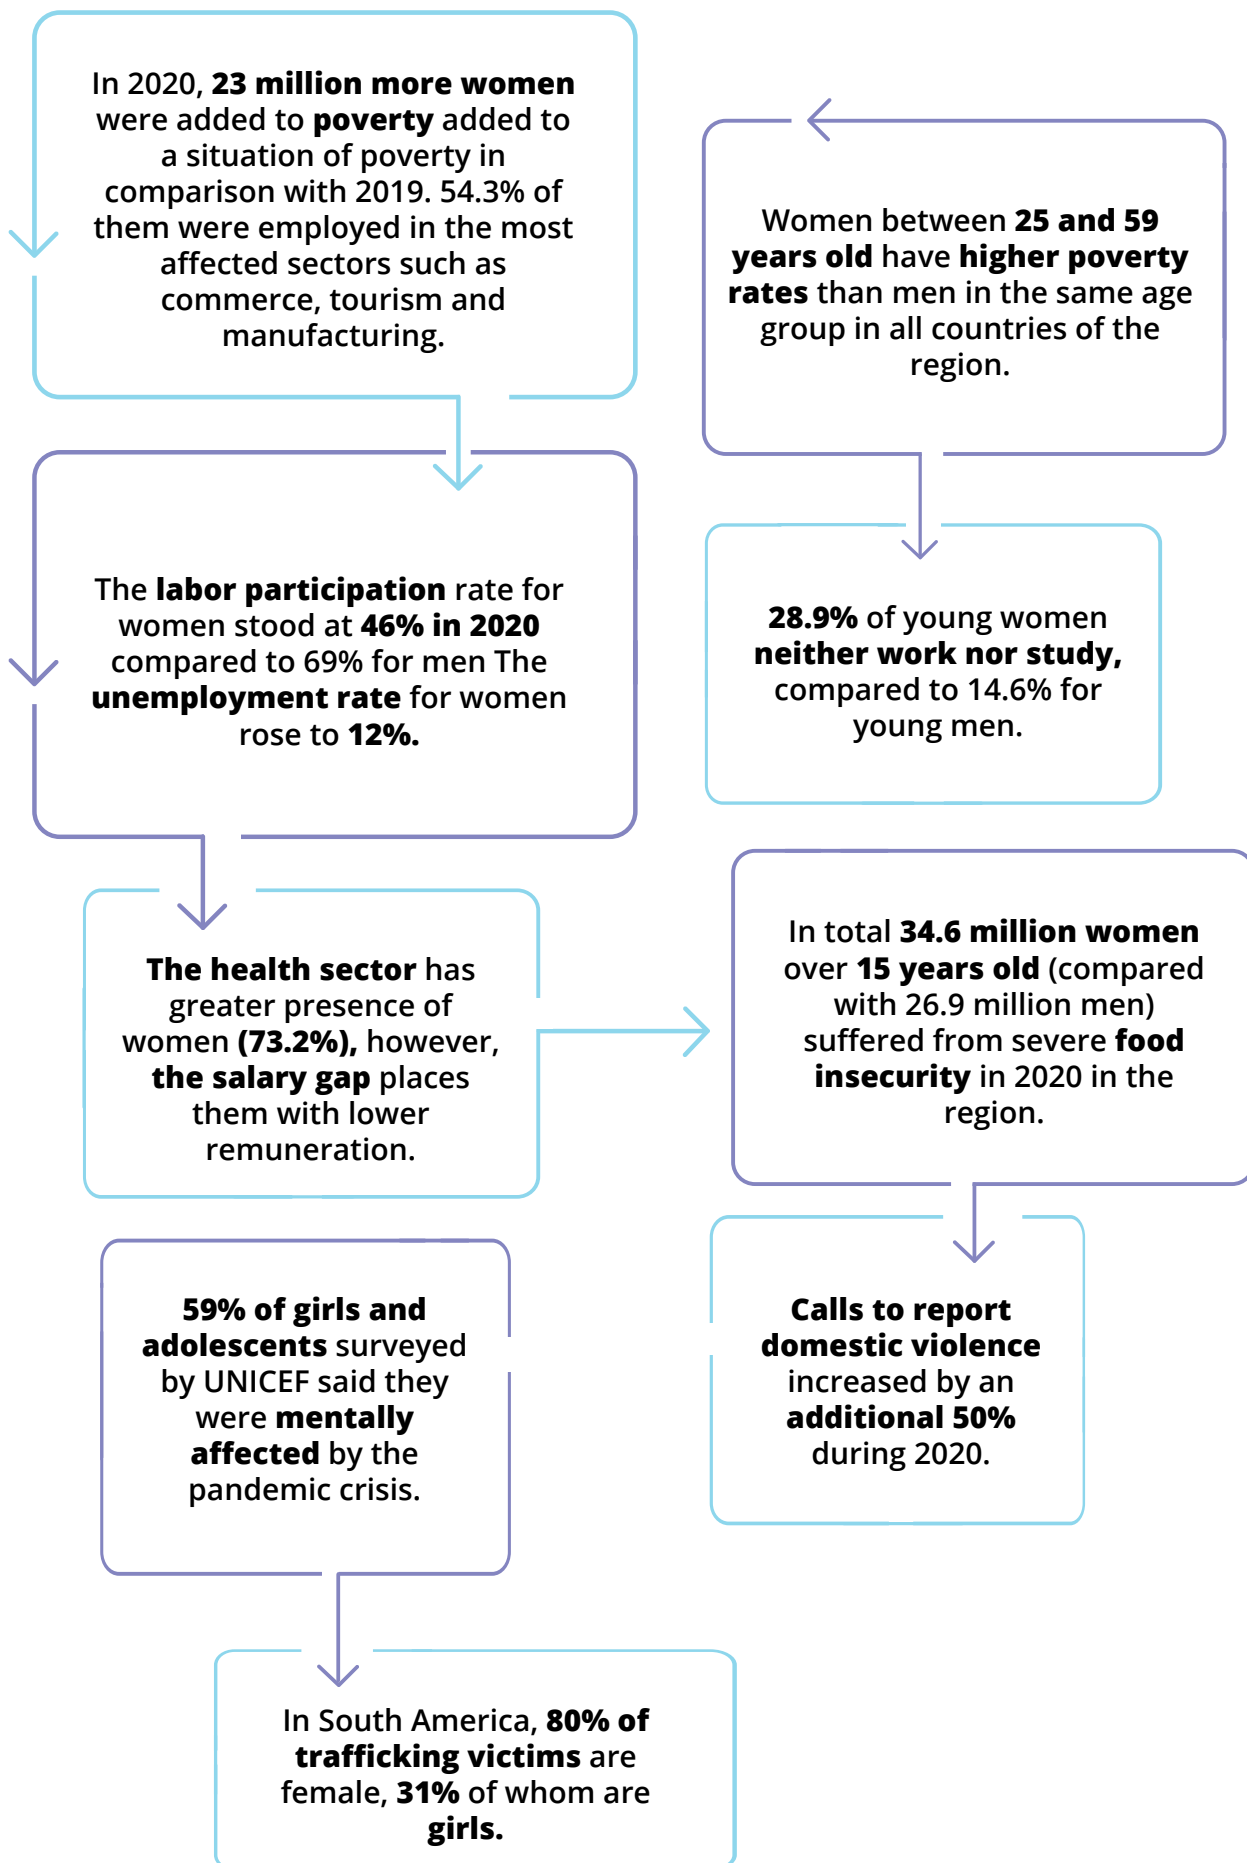 In 2020, 23 million more women
were added to poverty added to
a situation of poverty in
comparison with 2019. 54.3% of
them were employed in the most
affected sectors such as
commerce, tourism and
manufacturing.
Women between 25 and 59
years old have higher poverty
rates than men in the same age
group in all countries of the
region.
The labor participation rate for
women stood at 46% in 2020
compared to 69% for men The
unemployment rate for women
rose to 12%.
28.9% of young women
neither work nor study,
compared to 14.6% for
young men.
The health sector has
greater presence of
women (73.2%), however,
the salary gap places
them with lower
remuneration.
In total 34.6 million women
over 15 years old (compared
with 26.9 million men)
suffered from severe food
insecurity in 2020 in the
region.
59% of girls and
adolescents surveyed
by UNICEF said they
were mentally
affected by the
pandemic crisis.
Calls to report
domestic violence
increased by an
additional 50%
during 2020.
In South America, 80% of
trafficking victims are
female, 31% of whom are
girls.